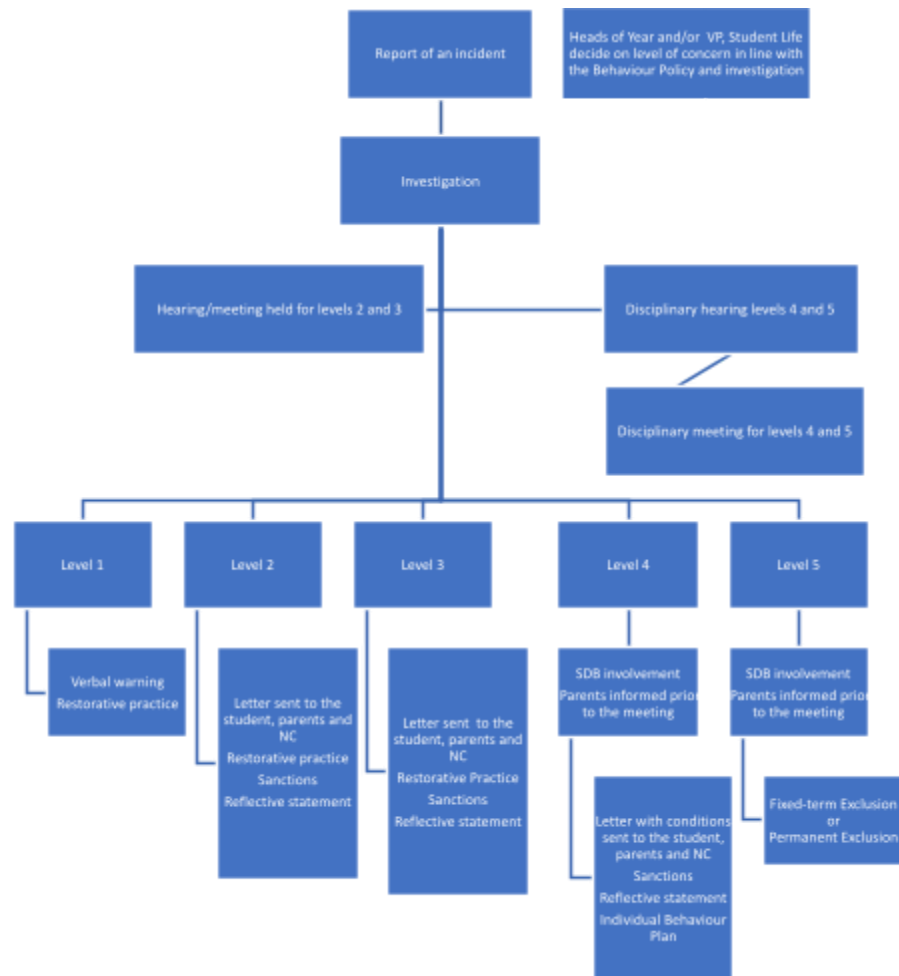 Report of an incident
Heads of Year and/or VP, Student Life
decide on level of concern in line with
the Behaviour Policy and investigation
Investigation
Hearing/meeting held for levels 2 and 3
Disciplinary hearing levels 4 and 5
Disciplinary meeting for levels 4 and 5
Level 1
Level 2
Level 3
Level 4
Level 5
Verbal warning
Restorative practice
Letter sent to the
student, parents and
NC
Restorative practice
Sanctions
Reflective statement
Letter sent to the
student, parents and
NC
Restorative Practice
Sanctions
Reflective statement
SDB involvement
Parents informed prior
to the meeting
Letter with conditions
sent to the student,
parents and NC
Sanctions
Reflective statement
Individual Behaviour
Plan
SDB involvement
Parents informed prior
to the meeting
Fixed-term Exclusion
or
Permanent Exclusion